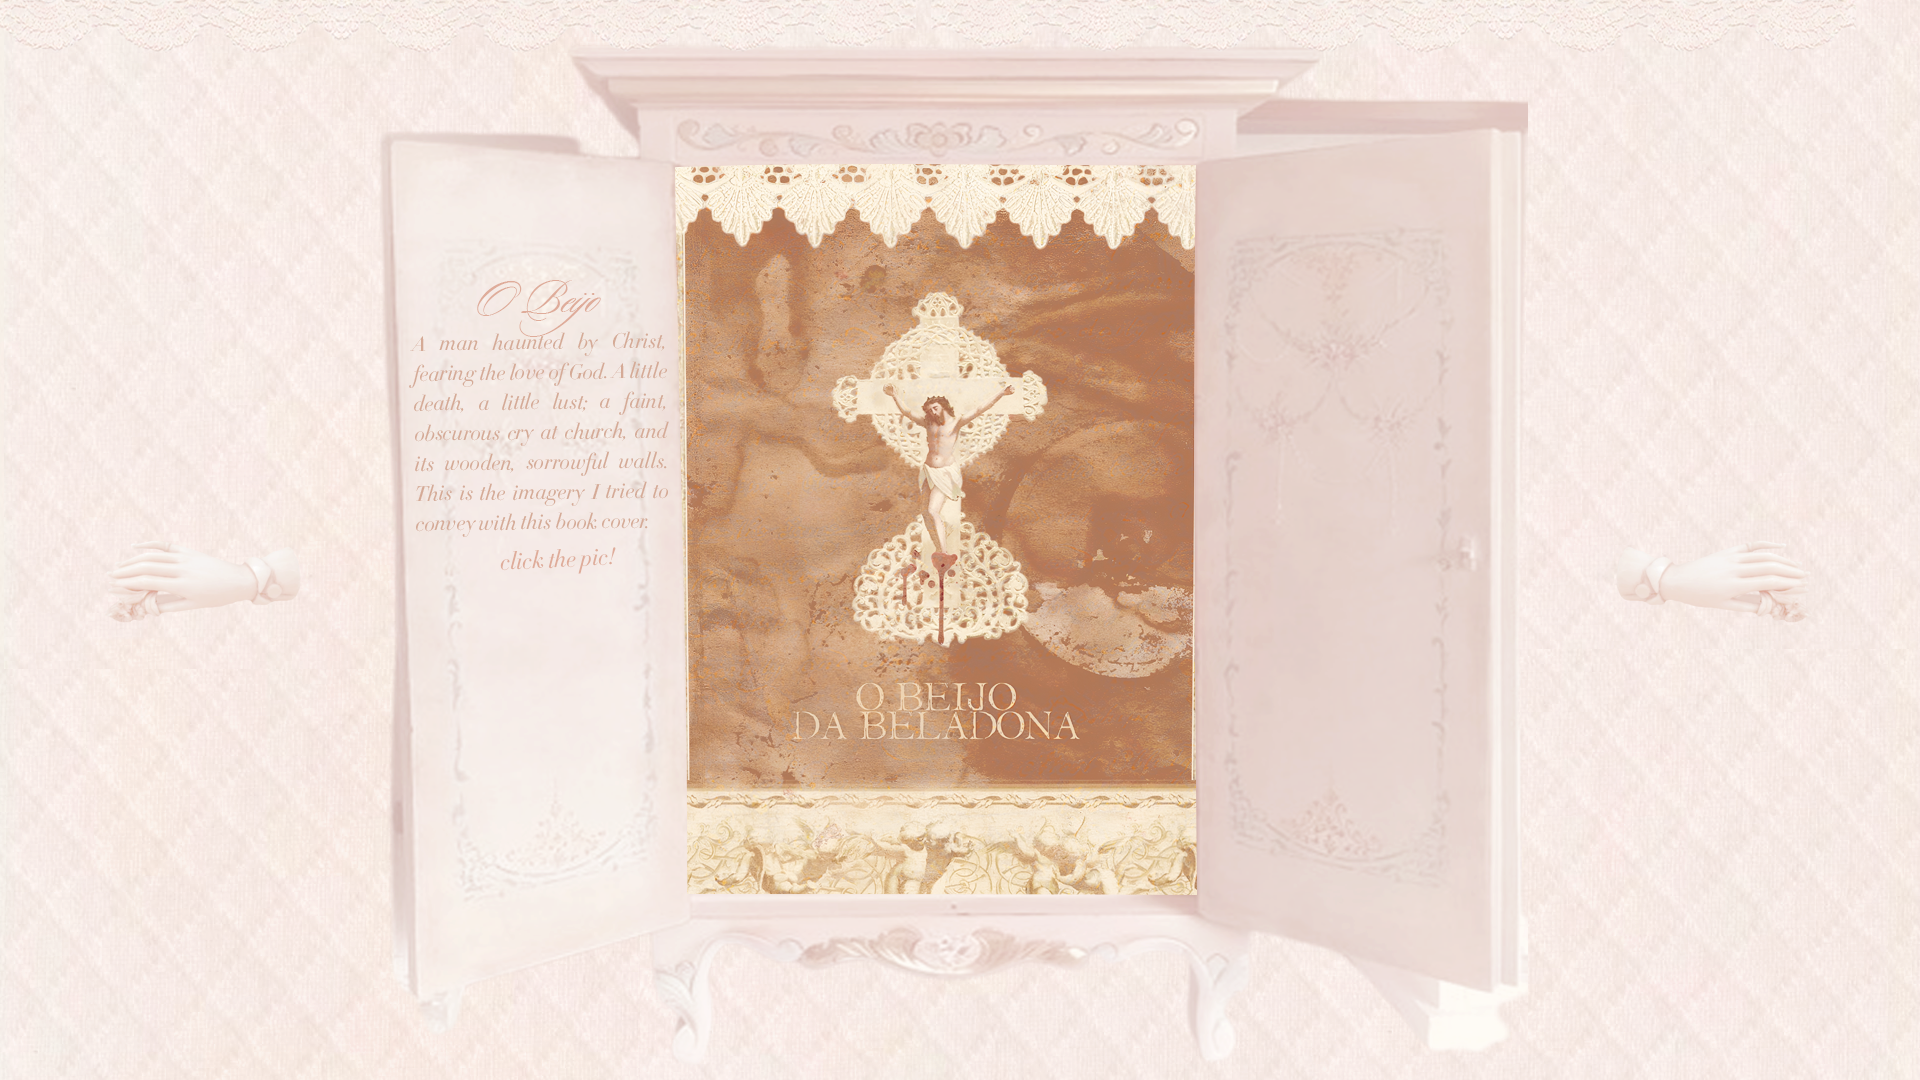 O Beijo
A man haunted by Christ,
fearing the love of God. A little
death, a little lust; a faint,
obscurous cry at church, and
its wooden, sorrowful walls.
This is the imagery I tried to
convey with this book cover.
click the pic!
O BEIJO
DA BELADONA